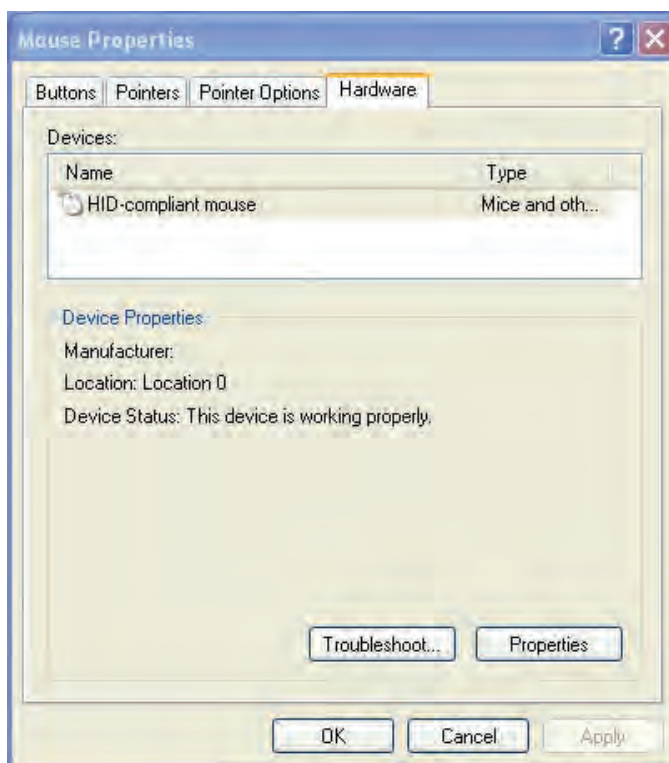 Mouse Properties
Buttons Pointers Pointer Options Hardware
Devices:
Name Type
HID-compliant mouse Mice and oth...
Device Properties
Manufacturer:
Location: Location 0
Device Status: This device is working properly.
Troubleshoot... Properties
OK Cancel Apply